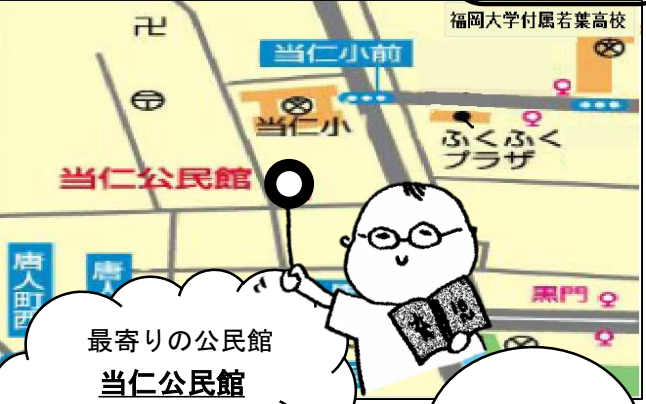 福岡大学付属若葉高校
卍
当仁小前
〒
当仁小
ふくふく
プラザ
当仁公民館
唐人町西
唐人
黒門
最寄りの公民館
当仁公民館